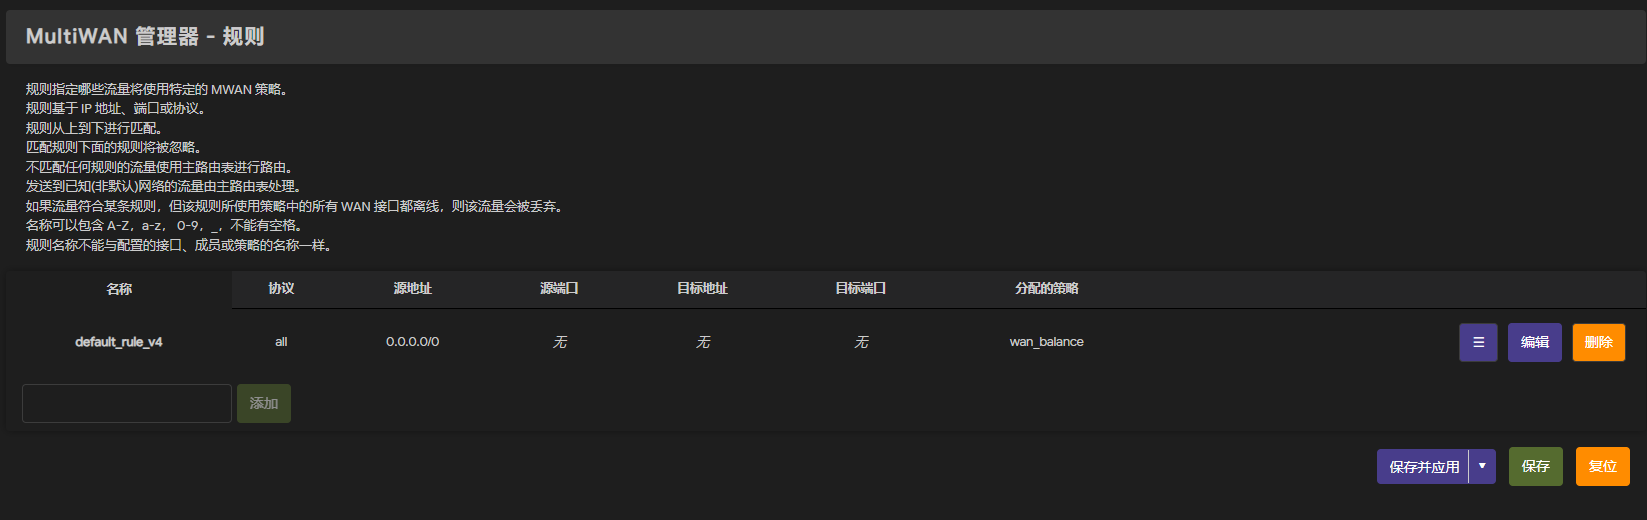 MultiWAN 管理器 - 规则
规则指定哪些流量将使用特定的 MWAN 策略。
规则基于 IP 地址、端口或协议。
规则从上到下进行匹配。
匹配规则下面的规则将被忽略。
不匹配任何规则的流量使用主路由表进行路由。
发送到已知(非默认)网络的流量由主路由表处理。
如果流量符合某条规则，但该规则所使用策略中的所有 WAN 接口都离线，则该流量会被丢弃。
名称可以包含 A-Z，a-z， 0-9，_，不能有空格。
规则名称不能与配置的接口、成员或策略的名称一样。
名称 协议 源地址 源端口 目标地址 目标端口 分配的策略
default_rule_v4 all 0.0.0.0/0 无 无 无 wan_balance ☰ 编辑 删除
添加
保存并应用 ▾ 保存 复位